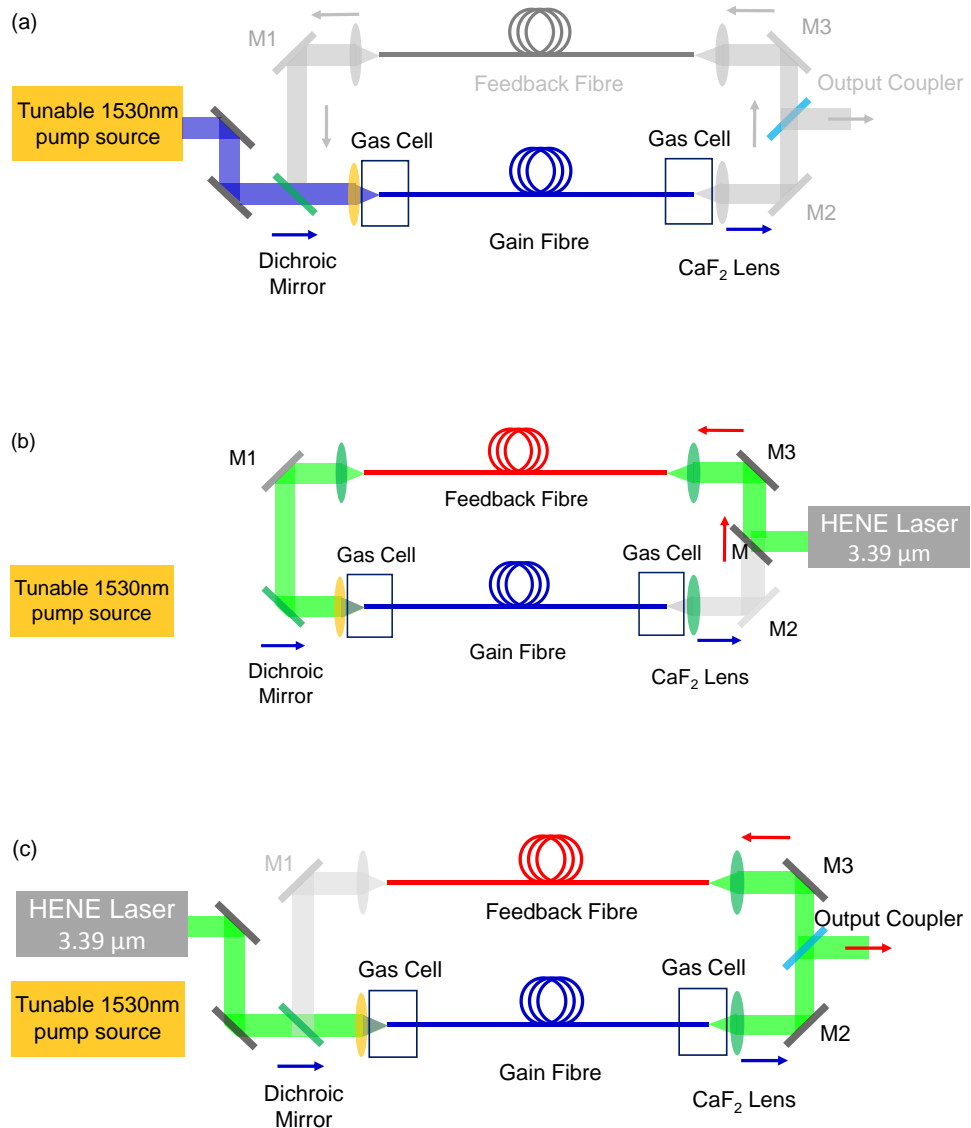 (a)
M1
M3
Feedback Fibre
Output Coupler
Tunable 1530nm
pump source
Gas Cell
Gas Cell
M2
Gain Fibre
Dichroic
Mirror
CaF₂ Lens
(b)
M1
M3
Feedback Fibre
HENE Laser
3.39 µm
M
Gas Cell
Gas Cell
Tunable 1530nm
pump source
M2
Gain Fibre
Dichroic
Mirror
CaF₂ Lens
(c)
M1
M3
HENE Laser
3.39 µm
Feedback Fibre
Output Coupler
Gas Cell
Gas Cell
Tunable 1530nm
pump source
M2
Gain Fibre
Dichroic
Mirror
CaF₂ Lens